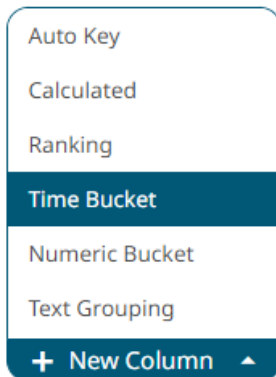 Auto Key
Calculated
Ranking
Time Bucket
Numeric Bucket
Text Grouping
+ New Column